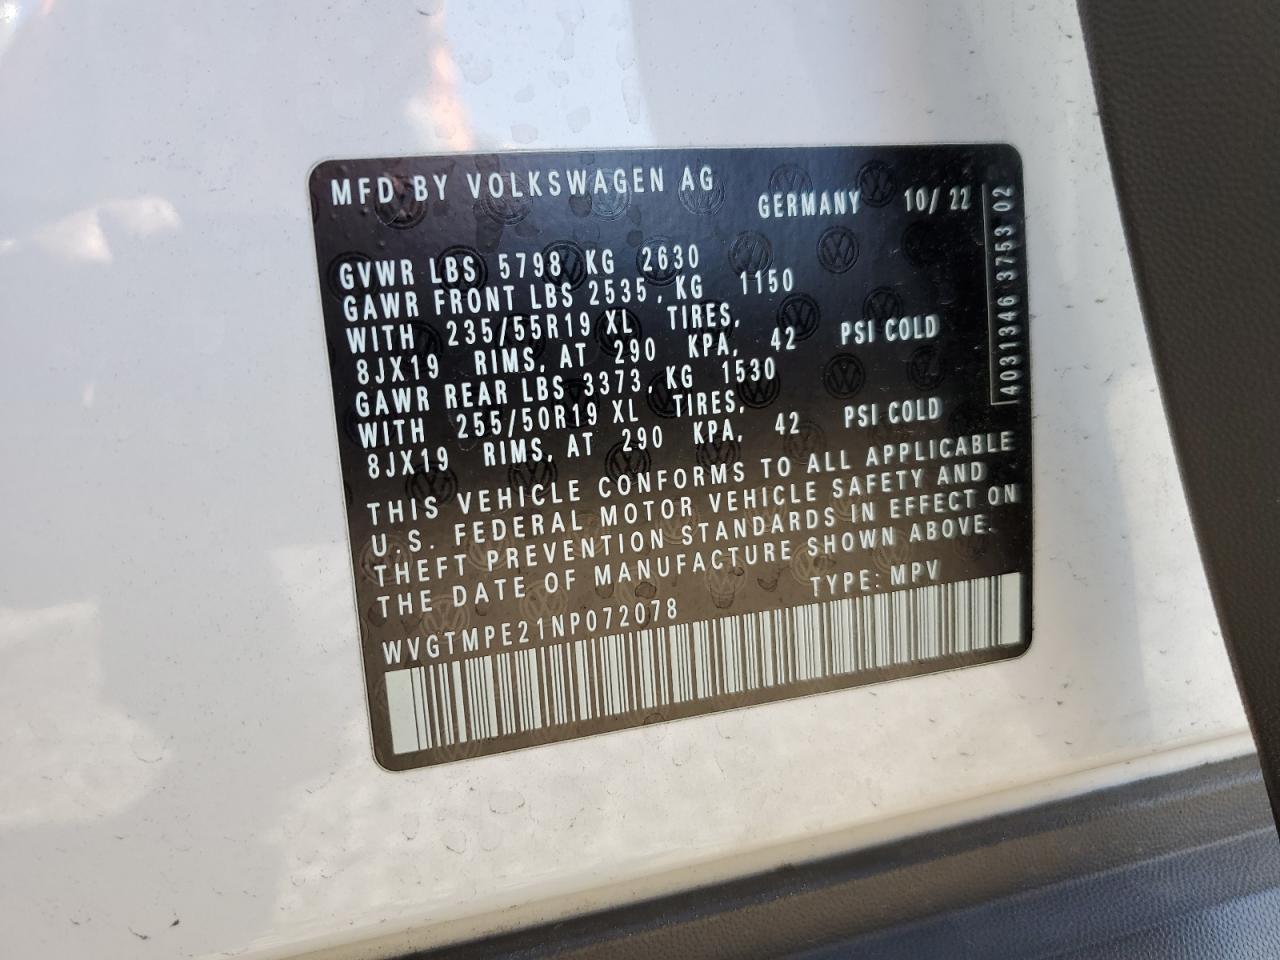 MFD BY VOLKSWAGEN AG
GERMANY 10/ 22
GVWR LBS 5798 KG 2630
GAWR FRONT LBS 2535, KG 1150
WITH 235/55R19 XL TIRES,
8JX19 RIMS, AT 290 KPA, 42 PSI COLD
GAWR REAR LBS 3373, KG 1530
WITH 255/50R19 XL TIRES,
8JX19 RIMS, AT 290 KPA, 42 PSI COLD
THIS VEHICLE CONFORMS TO ALL APPLICABLE
U.S. FEDERAL MOTOR VEHICLE SAFETY AND
THEFT PREVENTION STANDARDS IN EFFECT ON
THE DATE OF MANUFACTURE SHOWN ABOVE.
TYPE: MPV
WVGTMPE21NP072078
4031346 3753 02